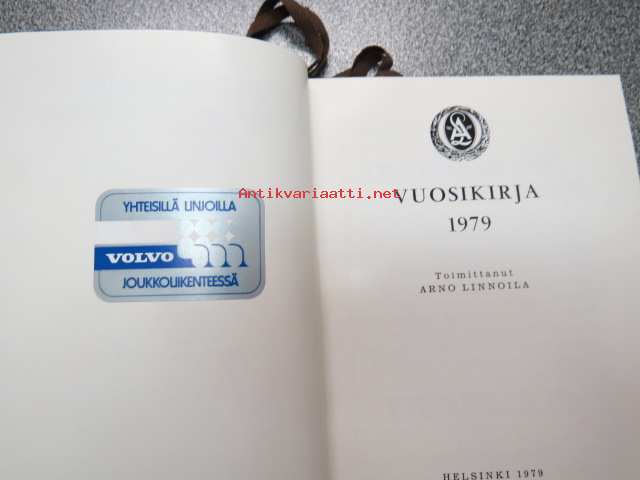 YHTEISILLÄ LINJOILLA
VOLVO
JOUKKOLIIKENTEESSÄ
Antikvariaatti.net
VUOSIKIRJA
1979
Toimittanut
ARNO LINNOILA
HELSINKI 1979